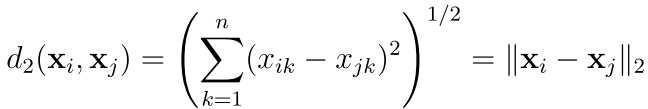 $d_2(\mathbf{x}_i, \mathbf{x}_j) = \left( \sum_{k=1}^{n} (x_{ik} - x_{jk})^2 \right)^{1/2} = \|\mathbf{x}_i - \mathbf{x}_j\|_2$